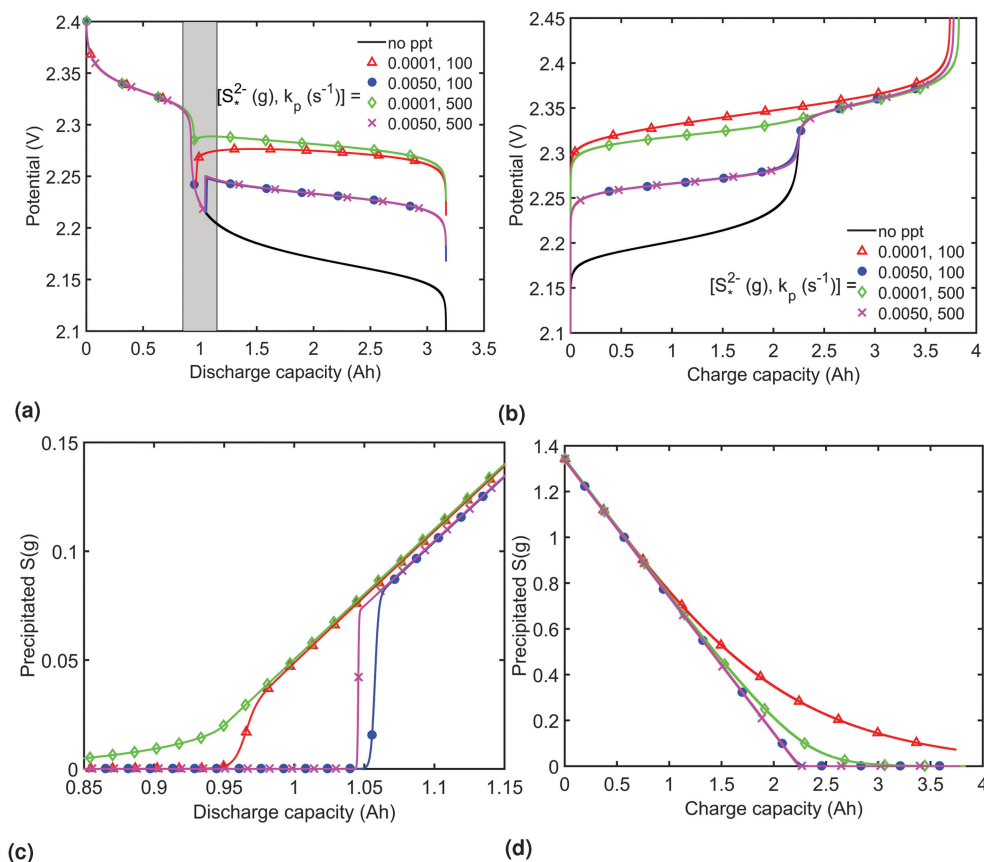 2.4
2.35
2.3
2.25
2.2
2.15
2.1
Potential (V)
0 0.5 1 1.5 2 2.5 3 3.5
Discharge capacity (Ah)
no ppt
0.0001, 100
0.0050, 100
0.0001, 500
0.0050, 500
[S*2- (g), kp (s-1)] =
(a)
2.45
2.4
2.35
2.3
2.25
2.2
2.15
2.1
Potential (V)
0 0.5 1 1.5 2 2.5 3 3.5 4
Charge capacity (Ah)
no ppt
0.0001, 100
0.0050, 100
0.0001, 500
0.0050, 500
[S*2- (g), kp (s-1)] =
(b)
0.15
0.1
0.05
0
Precipitated S(g)
0.85 0.9 0.95 1 1.05 1.1 1.15
Discharge capacity (Ah)
(c)
1.4
1.2
1
0.8
0.6
0.4
0.2
0
Precipitated S(g)
0 0.5 1 1.5 2 2.5 3 3.5 4
Charge capacity (Ah)
(d)